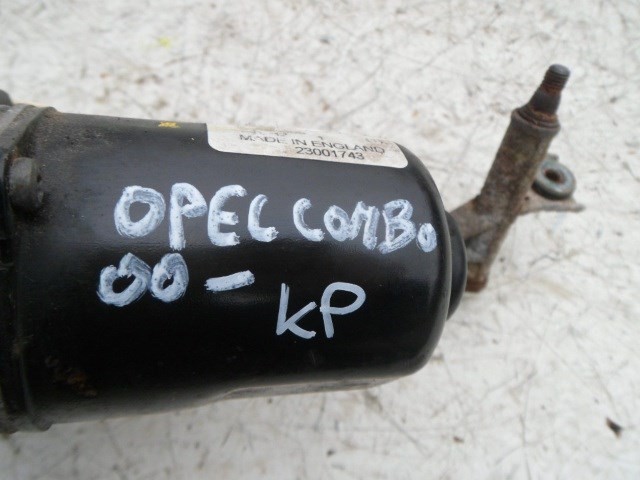 MADE IN ENGLAND
23001743
OPEL COMBO
00-
KP